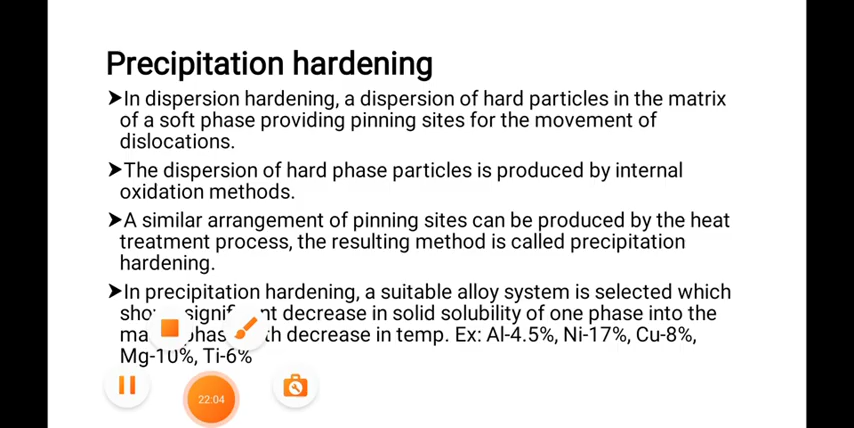 Precipitation hardening
➤In dispersion hardening, a dispersion of hard particles in the matrix
of a soft phase providing pinning sites for the movement of
dislocations.
➤The dispersion of hard phase particles is produced by internal
oxidation methods.
➤A similar arrangement of pinning sites can be produced by the heat
treatment process, the resulting method is called precipitation
hardening.
➤In precipitation hardening, a suitable alloy system is selected which
decrease in solid solubility of one phase into the
decrease in temp. Ex: Al-4.5%, Ni-17%, Cu-8%,
Mg-10%, Ti-6%
22:04